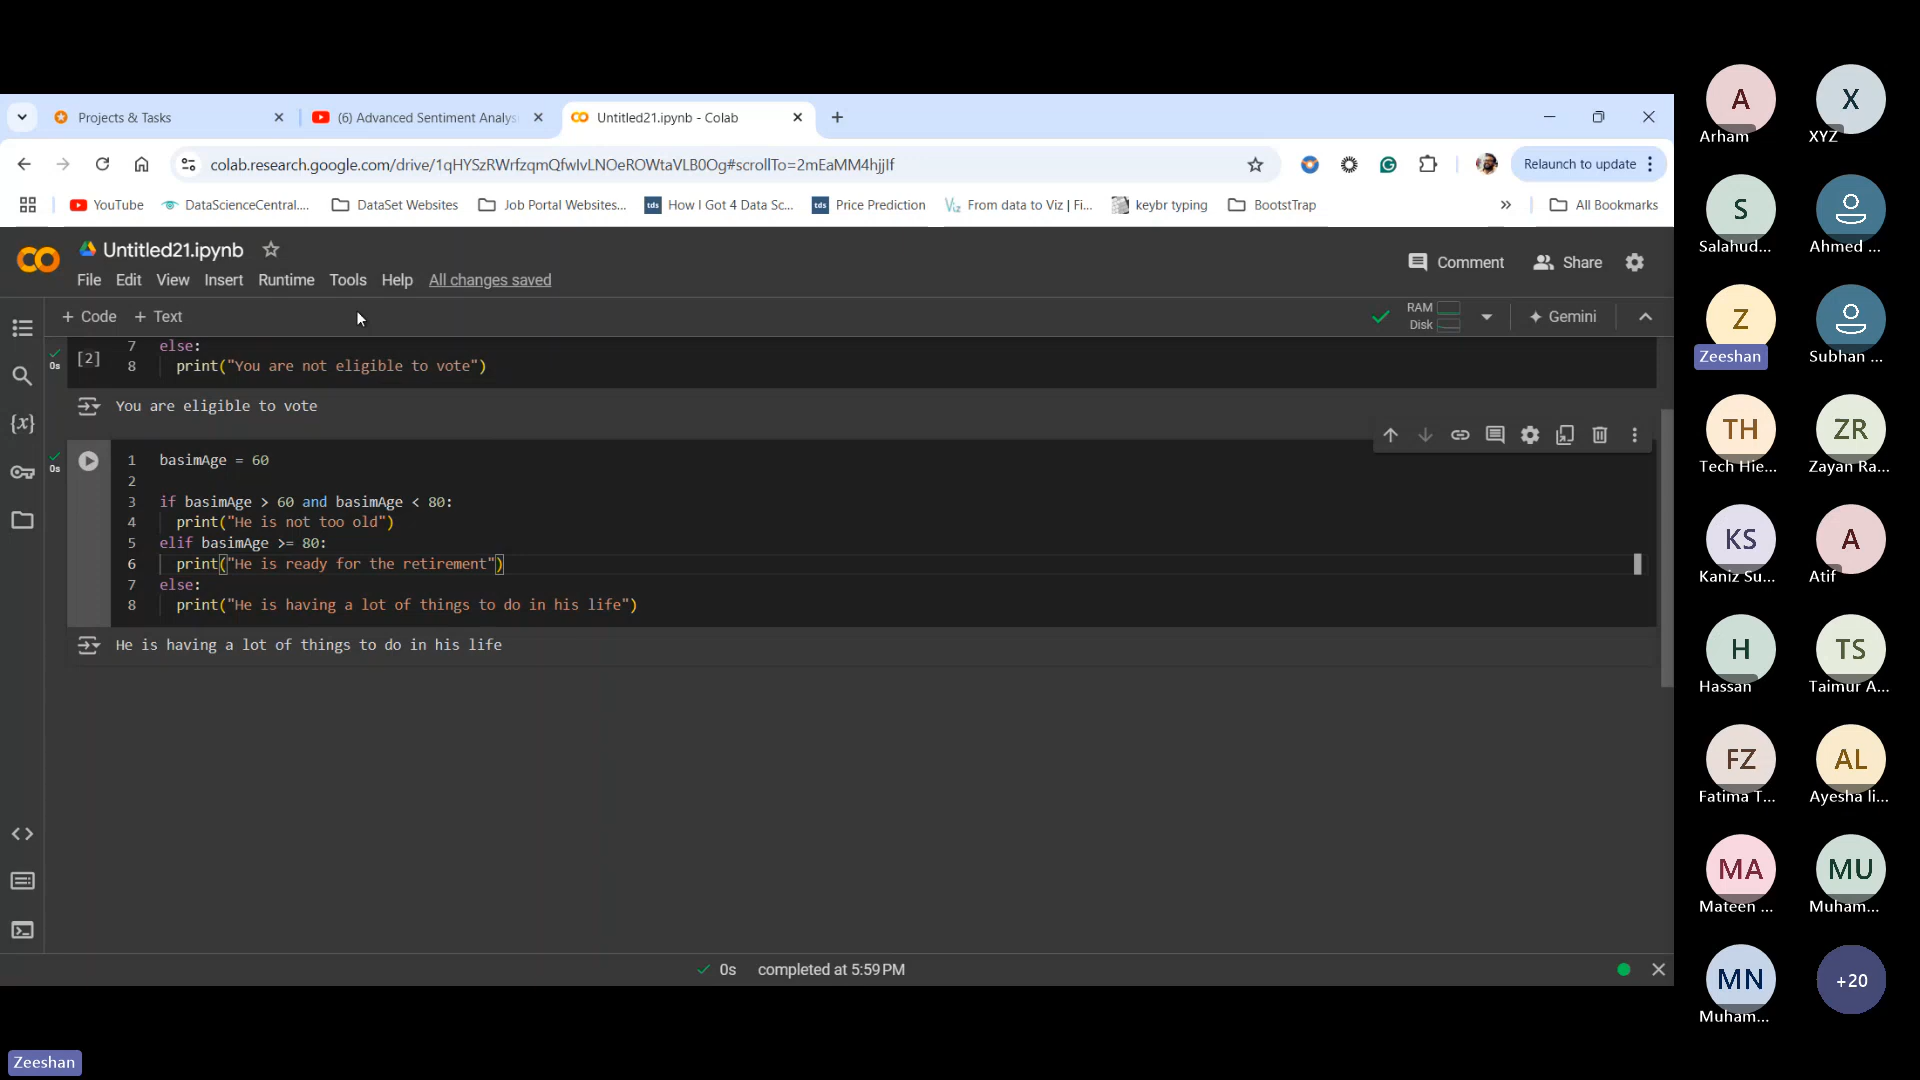 Projects & Tasks
(6) Advanced Sentiment Analys
Untitled21.ipynb - Colab
colab.research.google.com/drive/1qHYSzRWrfzqmQfwIvLNOeROWtaVLB0Og#scrollTo=2mEaMM4hjjIf
Relaunch to update
YouTube
DataScienceCentral....
DataSet Websites
Job Portal Websites...
tds How I Got 4 Data Sc...
tds Price Prediction
From data to Viz | Fi...
keybr typing
BootstTrap
»
All Bookmarks
Untitled21.ipynb
File Edit View Insert Runtime Tools Help All changes saved
Comment
Share
+ Code + Text
RAM
Disk
Gemini
0s
[2]
7 else:
8 print("You are not eligible to vote")
You are eligible to vote
0s
1 basimAge = 60
2
3 if basimAge > 60 and basimAge < 80:
4 print("He is not too old")
5 elif basimAge >= 80:
6 print("He is ready for the retirement")
7 else:
8 print("He is having a lot of things to do in his life")
He is having a lot of things to do in his life
0s completed at 5:59 PM
A
Arham
X
XYZ
S
Salahud...
Ahmed ...
Z
Zeeshan
Subhan ...
TH
Tech Hie...
ZR
Zayan Ra...
KS
Kaniz Su...
A
Atif
H
Hassan
TS
Taimur A...
FZ
Fatima T...
AL
Ayesha li...
MA
Mateen ...
MU
Muham...
MN
Muham...
+20
Zeeshan